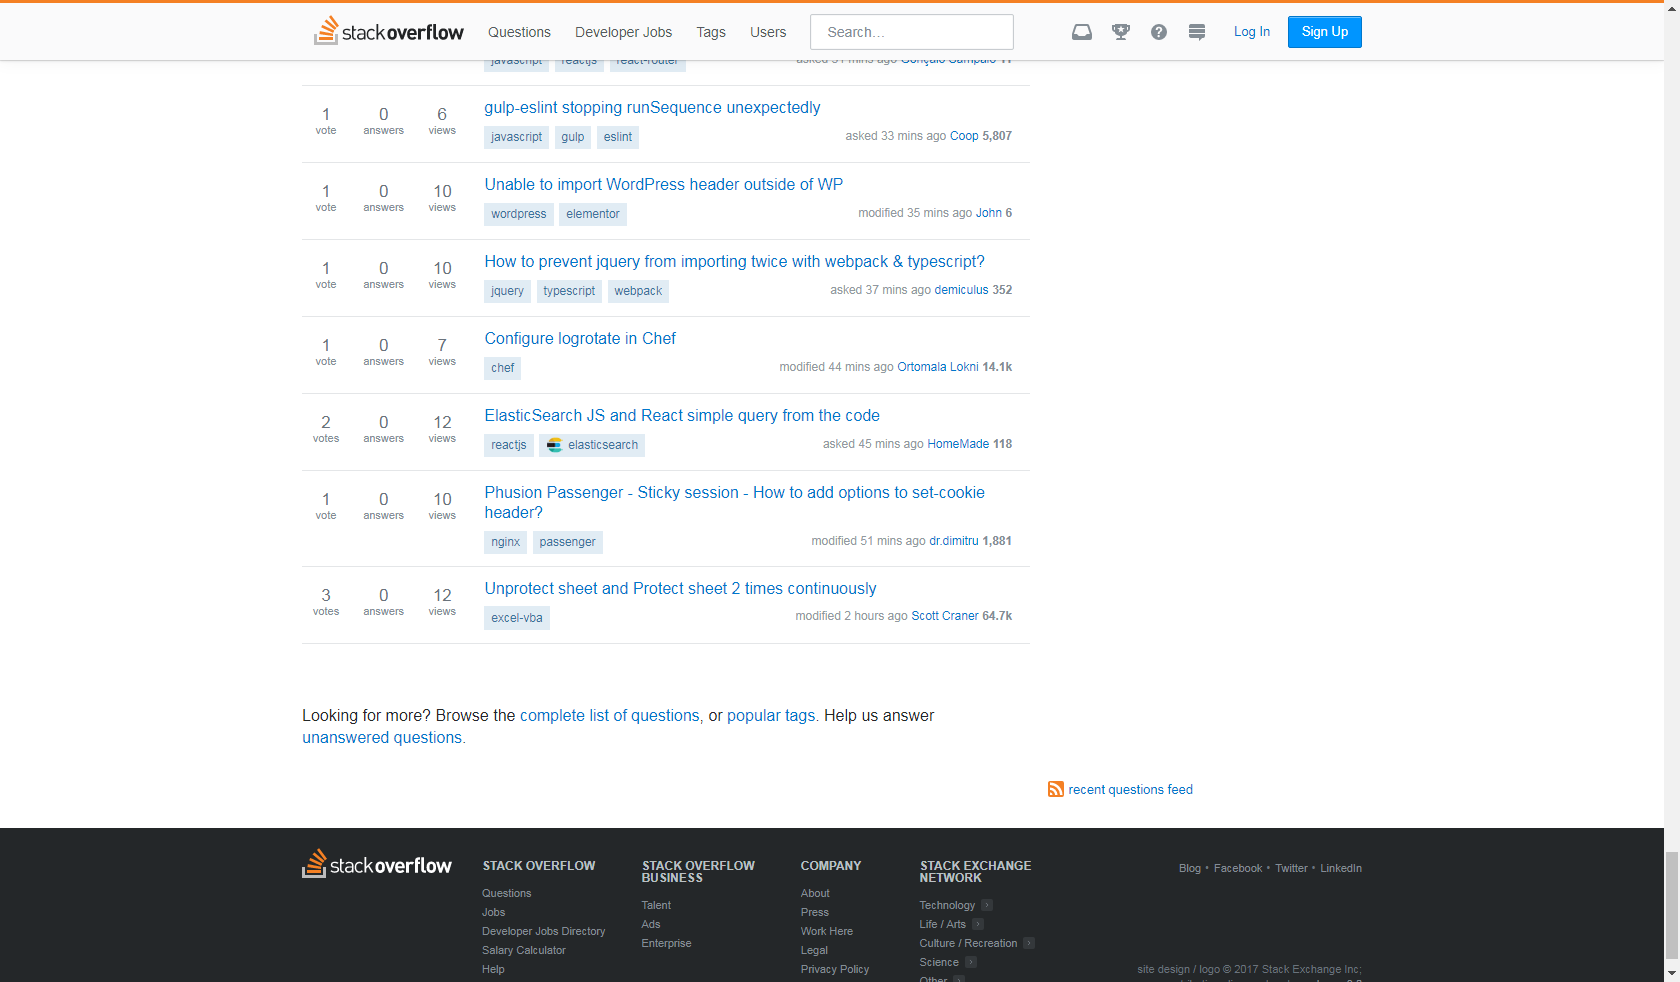 stackoverflow Questions Developer Jobs Tags Users Search... Log In Sign Up
javascript reactjs react-router asked 31 mins ago Gonçalo Campaio 11
1 0 6 gulp-eslint stopping runSequence unexpectedly
vote answers views javascript gulp eslint asked 33 mins ago Coop 5,807
1 0 10 Unable to import WordPress header outside of WP
vote answers views wordpress elementor modified 35 mins ago John 6
1 0 10 How to prevent jquery from importing twice with webpack & typescript?
vote answers views jquery typescript webpack asked 37 mins ago demiculus 352
1 0 7 Configure logrotate in Chef
vote answers views chef modified 44 mins ago Ortomala Lokni 14.1k
2 0 12 ElasticSearch JS and React simple query from the code
votes answers views reactjs elasticsearch asked 45 mins ago HomeMade 118
1 0 10 Phusion Passenger - Sticky session - How to add options to set-cookie
vote answers views header?
nginx passenger modified 51 mins ago dr.dimitru 1,881
3 0 12 Unprotect sheet and Protect sheet 2 times continuously
votes answers views excel-vba modified 2 hours ago Scott Craner 64.7k
Looking for more? Browse the complete list of questions, or popular tags. Help us answer
unanswered questions.
recent questions feed
stackoverflow
STACK OVERFLOW
Questions
Jobs
Developer Jobs Directory
Salary Calculator
Help
STACK OVERFLOW
BUSINESS
Talent
Ads
Enterprise
COMPANY
About
Press
Work Here
Legal
Privacy Policy
STACK EXCHANGE
NETWORK
Technology
Life / Arts
Culture / Recreation
Science
Other
Blog • Facebook • Twitter • LinkedIn
site design / logo © 2017 Stack Exchange Inc;